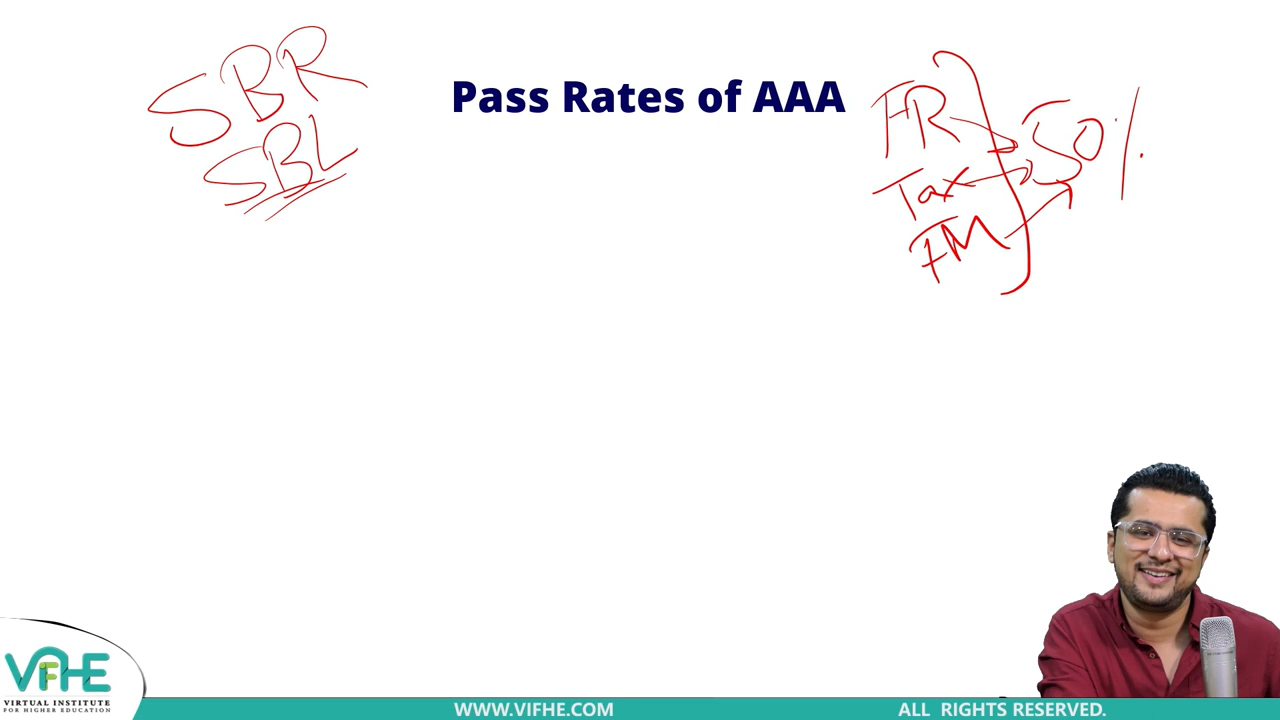 SBR
SBL
Pass Rates of AAA
FR
Tax
FM
50%
VIFHE
VIRTUAL INSTITUTE
FOR HIGHER EDUCATION
WWW.VIFHE.COM
ALL RIGHTS RESERVED.